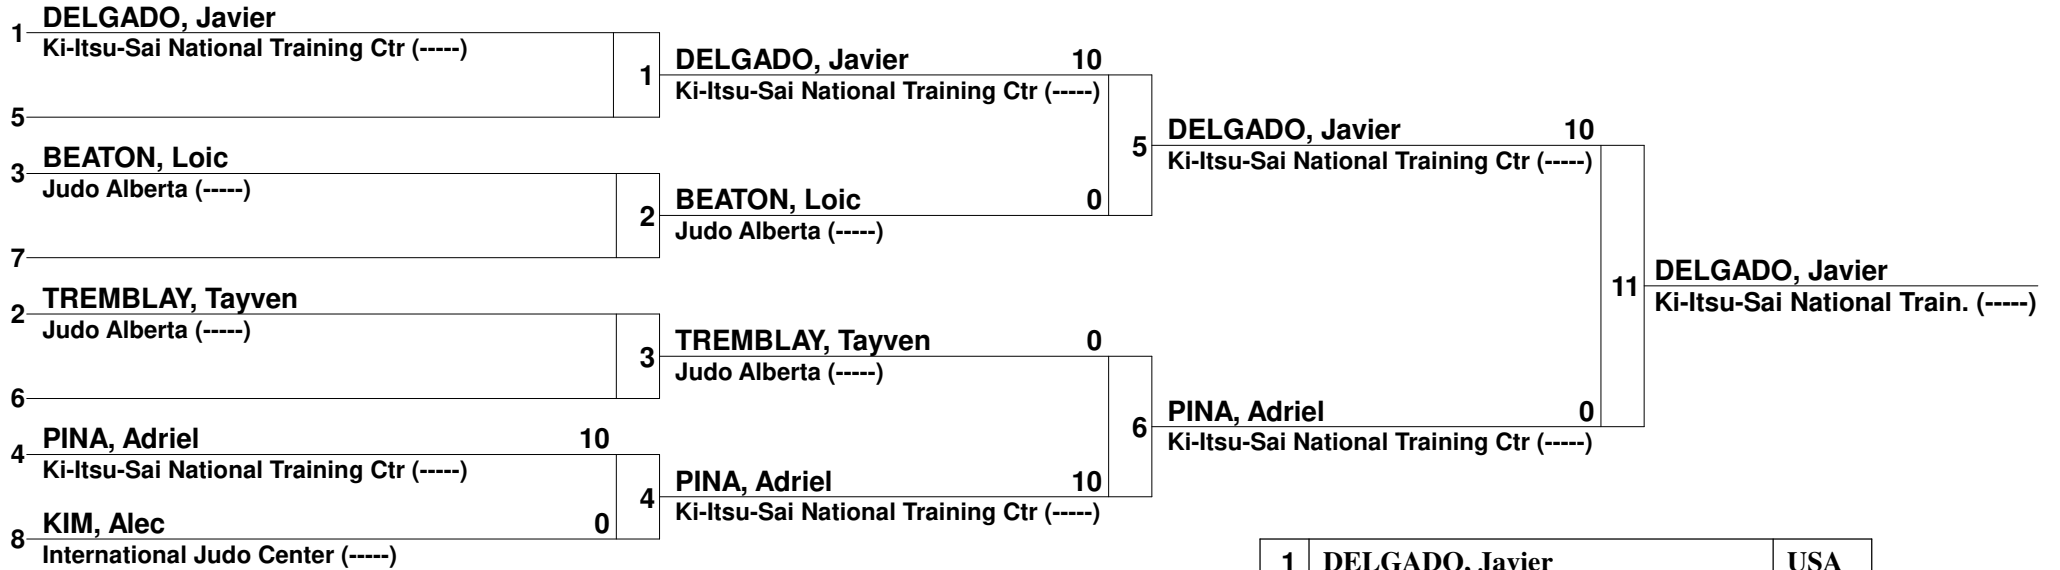 DELGADO, Javier
1
Ki-Itsu-Sai National Training Ctr (-----)
5
BEATON, Loic
3
Judo Alberta (-----)
7
TREMBLAY, Tayven
2
Judo Alberta (-----)
6
PINA, Adriel 10
4
Ki-Itsu-Sai National Training Ctr (-----)
KIM, Alec 0
8
International Judo Center (-----)
1
DELGADO, Javier 10
Ki-Itsu-Sai National Training Ctr (-----)
2
BEATON, Loic 0
Judo Alberta (-----)
3
TREMBLAY, Tayven 0
Judo Alberta (-----)
4
PINA, Adriel 10
Ki-Itsu-Sai National Training Ctr (-----)
5
DELGADO, Javier 10
Ki-Itsu-Sai National Training Ctr (-----)
6
PINA, Adriel 0
Ki-Itsu-Sai National Training Ctr (-----)
11
DELGADO, Javier
Ki-Itsu-Sai National Train. (-----)
1 DELGADO, Javier USA